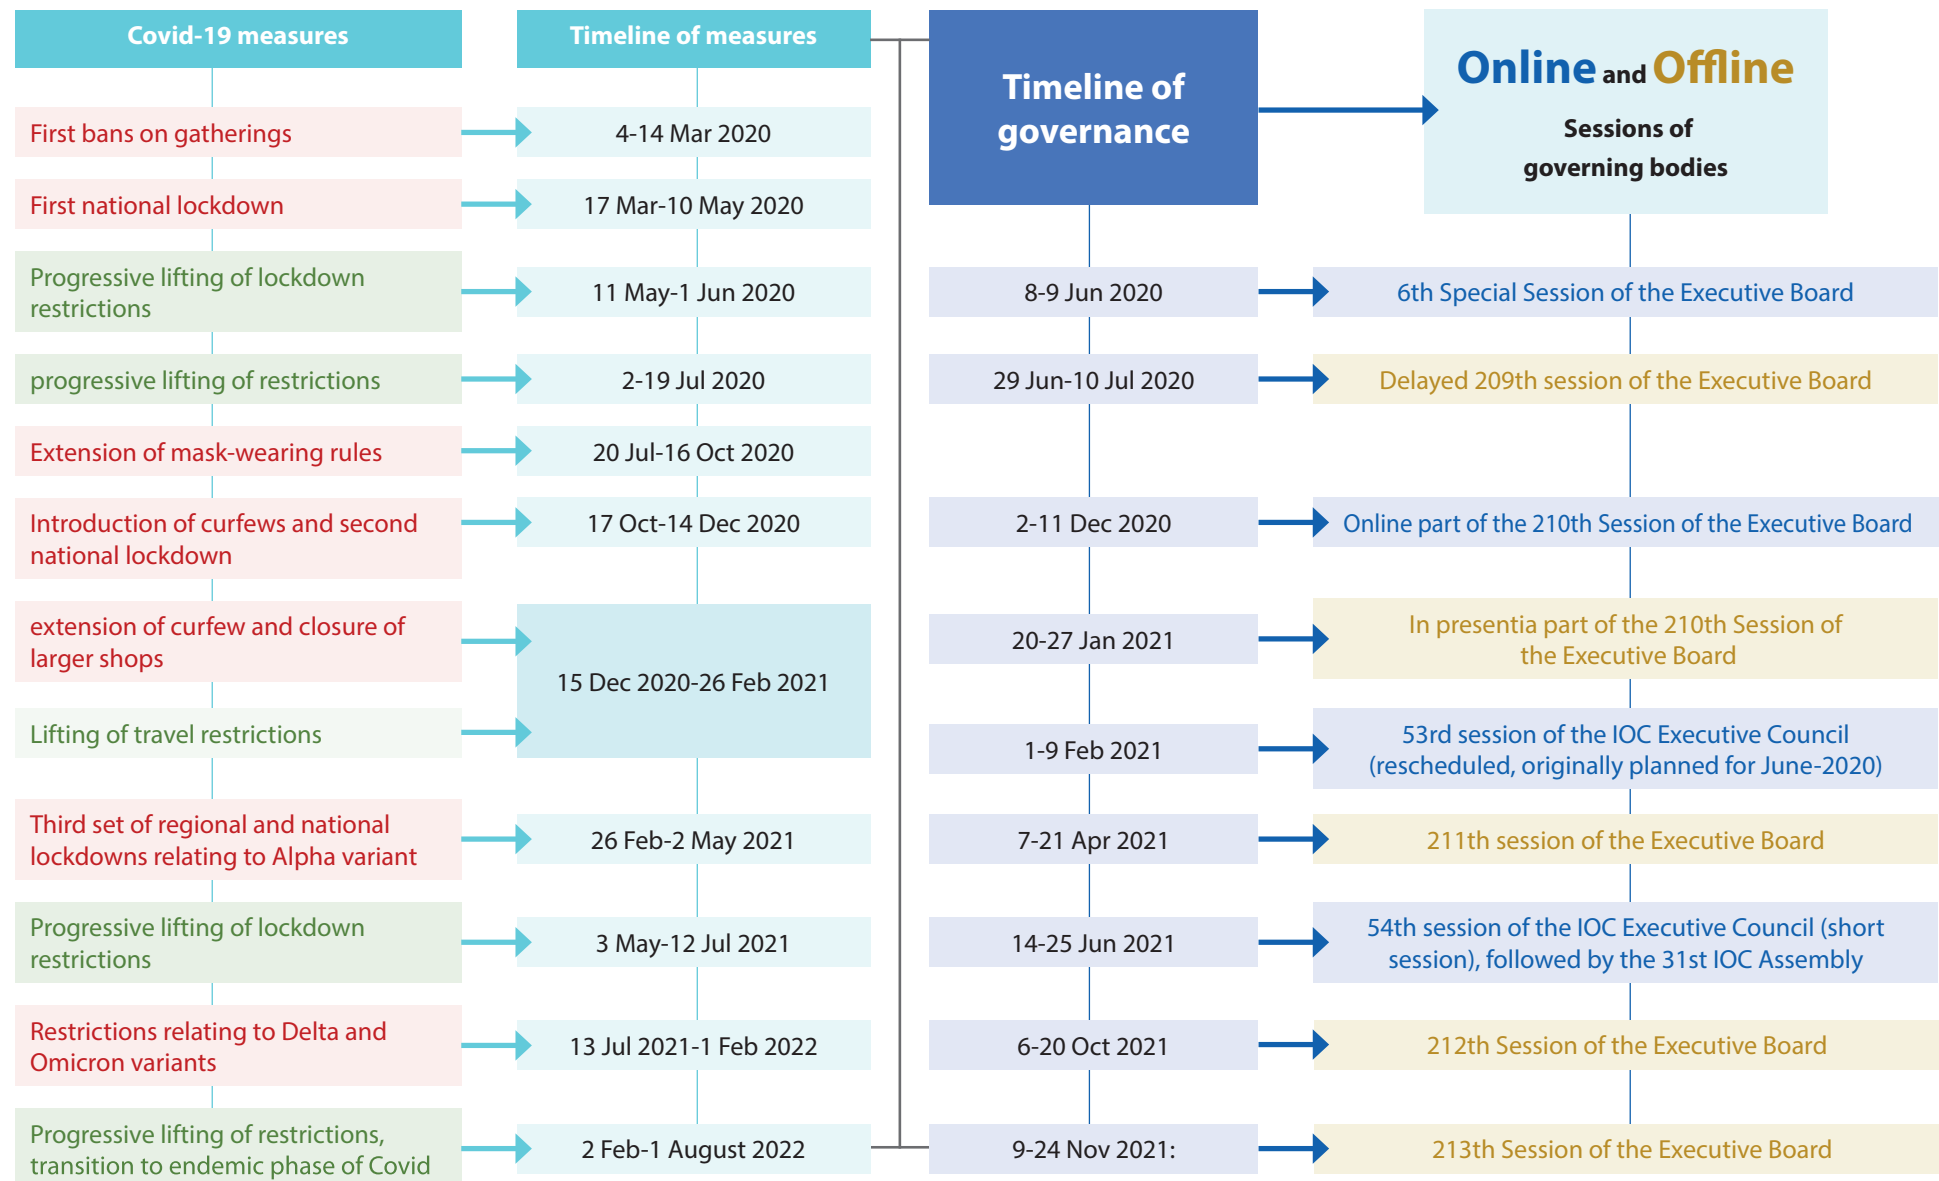 Covid-19 measures
Timeline of measures
First bans on gatherings
4-14 Mar 2020
First national lockdown
17 Mar-10 May 2020
Progressive lifting of lockdown
restrictions
11 May-1 Jun 2020
progressive lifting of restrictions
2-19 Jul 2020
Extension of mask-wearing rules
20 Jul-16 Oct 2020
Introduction of curfews and second
national lockdown
17 Oct-14 Dec 2020
extension of curfew and closure of
larger shops
Lifting of travel restrictions
15 Dec 2020-26 Feb 2021
Third set of regional and national
lockdowns relating to Alpha variant
26 Feb-2 May 2021
Progressive lifting of lockdown
restrictions
3 May-12 Jul 2021
Restrictions relating to Delta and
Omicron variants
13 Jul 2021-1 Feb 2022
Progressive lifting of restrictions,
transition to endemic phase of Covid
2 Feb-1 August 2022
Timeline of
governance
Online and Offline
Sessions of
governing bodies
8-9 Jun 2020
6th Special Session of the Executive Board
29 Jun-10 Jul 2020
Delayed 209th session of the Executive Board
2-11 Dec 2020
Online part of the 210th Session of the Executive Board
20-27 Jan 2021
In presentia part of the 210th Session of
the Executive Board
1-9 Feb 2021
53rd session of the IOC Executive Council
(rescheduled, originally planned for June-2020)
7-21 Apr 2021
211th session of the Executive Board
14-25 Jun 2021
54th session of the IOC Executive Council (short
session), followed by the 31st IOC Assembly
6-20 Oct 2021
212th Session of the Executive Board
9-24 Nov 2021:
213th Session of the Executive Board